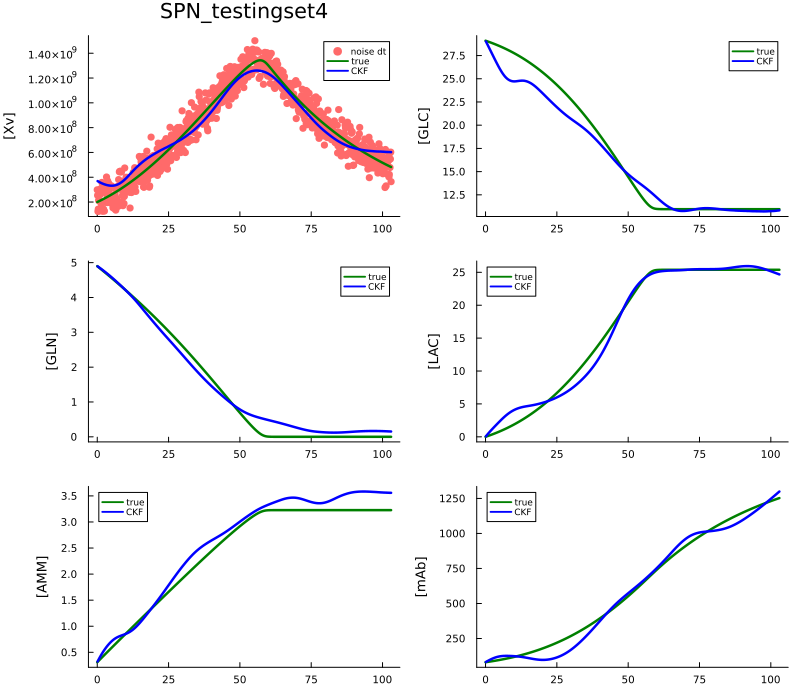 SPN_testingset4
[Xv]
1.40×10⁹
1.20×10⁹
1.00×10⁹
8.00×10⁸
6.00×10⁸
4.00×10⁸
2.00×10⁸
noise dt
true
CKF
0 25 50 75 100
[GLC]
27.5
25.0
22.5
20.0
17.5
15.0
12.5
true
CKF
0 25 50 75 100
[GLN]
5
4
3
2
1
0
true
CKF
0 25 50 75 100
[LAC]
25
20
15
10
5
0
true
CKF
0 25 50 75 100
[AMM]
3.5
3.0
2.5
2.0
1.5
1.0
0.5
true
CKF
0 25 50 75 100
[mAb]
1250
1000
750
500
250
true
CKF
0 25 50 75 100